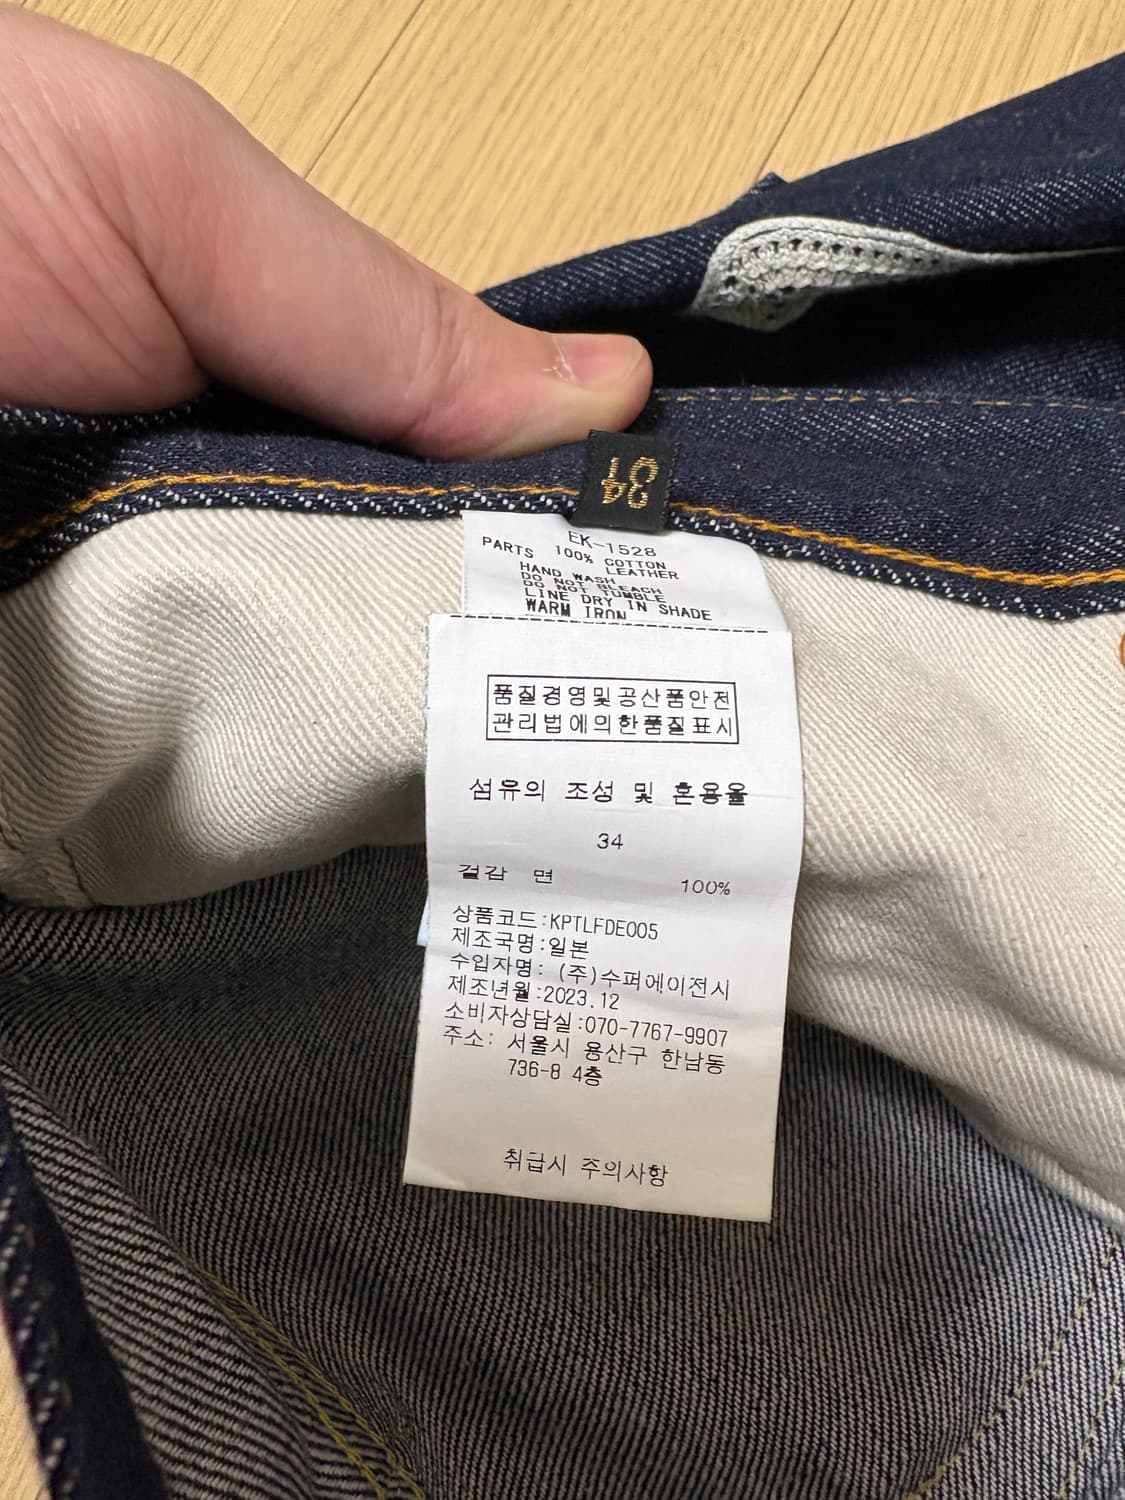 34
EK-1528
PARTS 100% COTTON
LEATHER
HAND WASH
DO NOT BLEACH
DO NOT TUMBLE
LINE DRY IN SHADE
WARM IRON
품질경영및공산품안전
관리법에의한품질표시
섬유의 조성 및 혼용율
34
겉감 면 100%
상품코드:KPTLFDE005
제조국명:일본
수입자명: (주)수퍼에이전시
제조년월:2023.12
소비자상담실:070-7767-9907
주소: 서울시 용산구 한남동
736-8 4층
취급시 주의사항